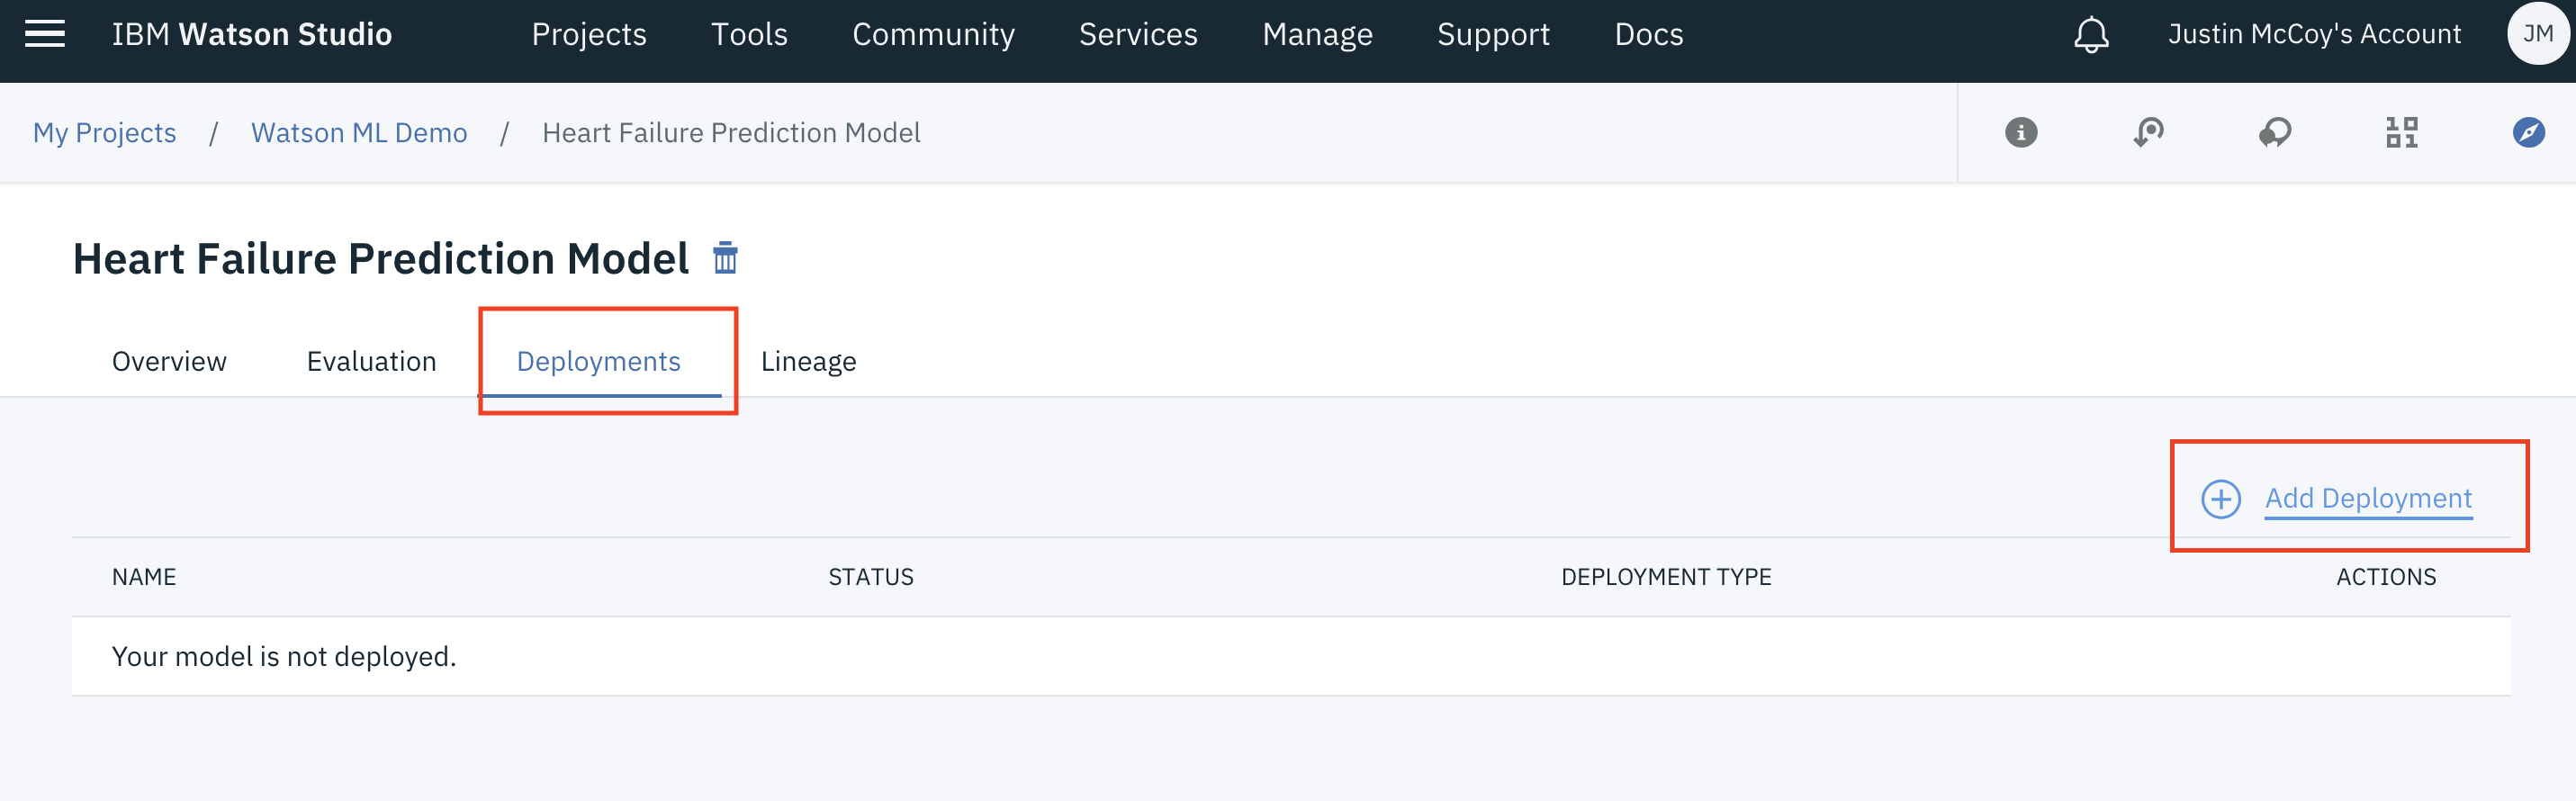 IBM Watson Studio Projects Tools Community Services Manage Support Docs Justin McCoy's Account JM
My Projects / Watson ML Demo / Heart Failure Prediction Model
Heart Failure Prediction Model
Overview Evaluation Deployments Lineage
Add Deployment
NAME STATUS DEPLOYMENT TYPE ACTIONS
Your model is not deployed.